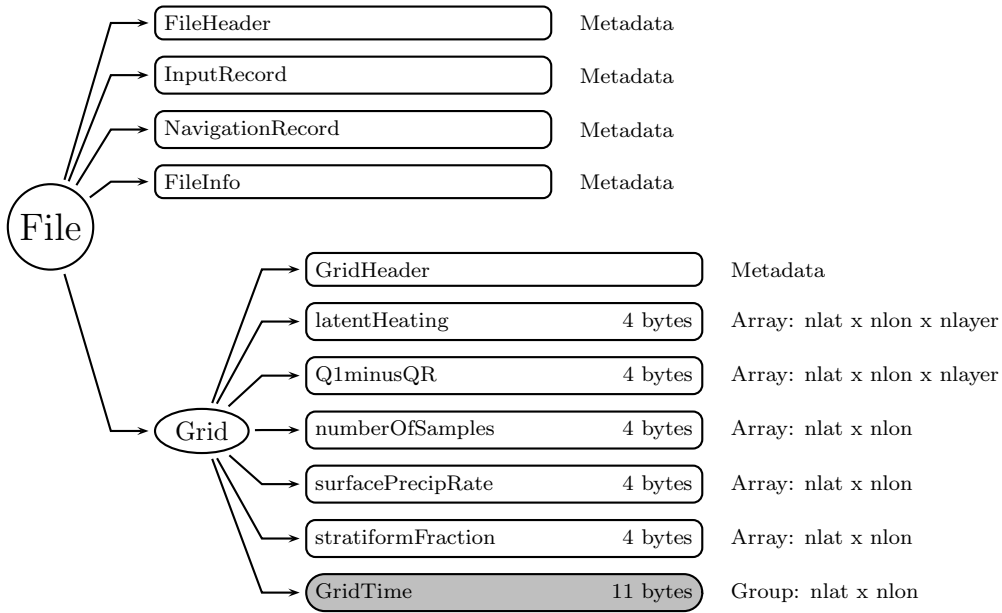 FileHeader Metadata
InputRecord Metadata
NavigationRecord Metadata
FileInfo Metadata
File
GridHeader Metadata
latentHeating 4 bytes Array: nlat x nlon x nlayer
Q1minusQR 4 bytes Array: nlat x nlon x nlayer
Grid
numberOfSamples 4 bytes Array: nlat x nlon
surfacePrecipRate 4 bytes Array: nlat x nlon
stratiformFraction 4 bytes Array: nlat x nlon
GridTime 11 bytes Group: nlat x nlon